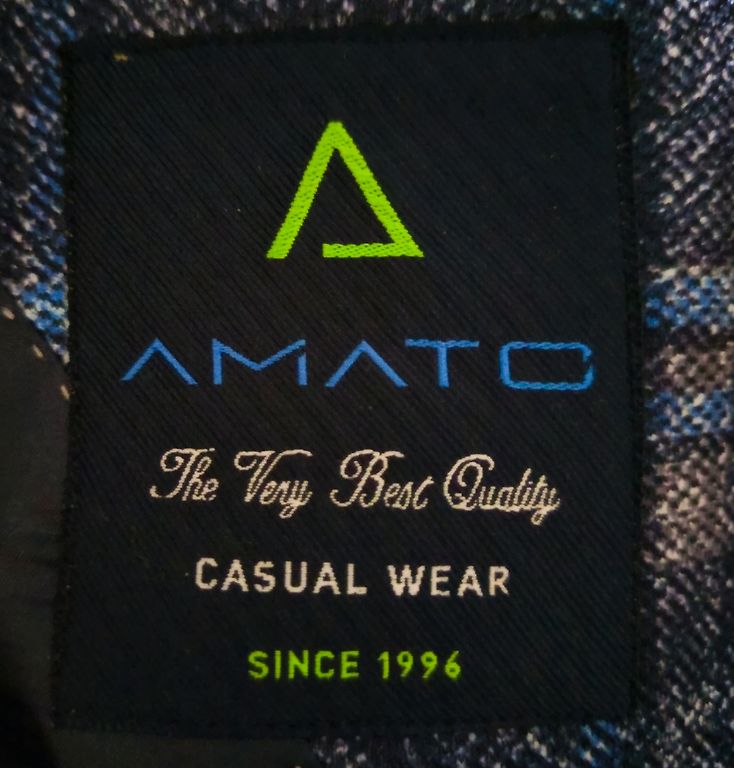 AMATO
The Very Best Quality
CASUAL WEAR
SINCE 1996